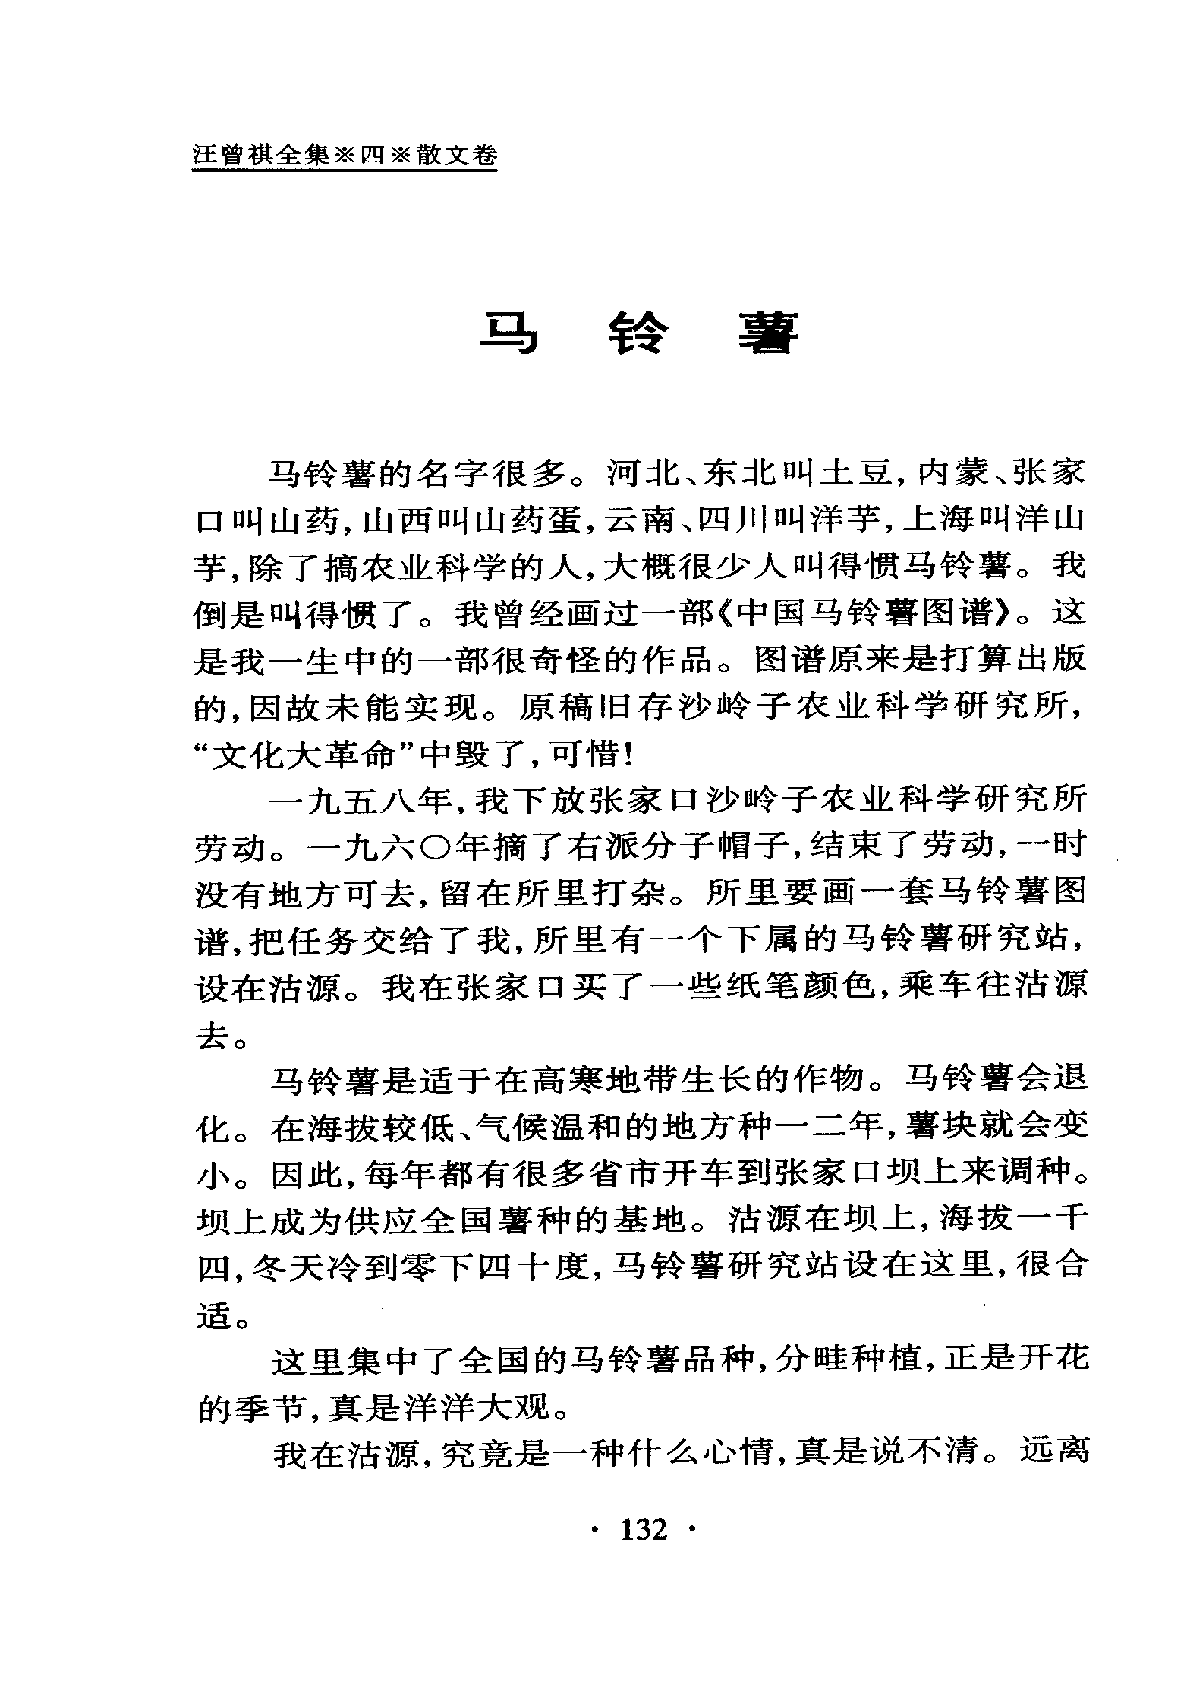 汪曾祺全集※四※散文卷
马 铃 薯
马铃薯的名字很多。河北、东北叫土豆,内蒙、张家
口叫山药,山西叫山药蛋,云南、四川叫洋芋,上海叫洋山
芋,除了搞农业科学的人,大概很少人叫得惯马铃薯。我
倒是叫得惯了。我曾经画过一部《中国马铃薯图谱》。这
是我一生中的一部很奇怪的作品。图谱原来是打算出版
的,因故未能实现。原稿旧存沙岭子农业科学研究所,
“文化大革命”中毁了,可惜!
一九五八年,我下放张家口沙岭子农业科学研究所
劳动。一九六〇年摘了右派分子帽子,结束了劳动,一时
没有地方可去,留在所里打杂。所里要画一套马铃薯图
谱,把任务交给了我,所里有一个下属的马铃薯研究站,
设在沽源。我在张家口买了一些纸笔颜色,乘车往沽源
去。
马铃薯是适于在高寒地带生长的作物。马铃薯会退
化。在海拔较低、气候温和的地方种一二年,薯块就会变
小。因此,每年都有很多省市开车到张家口坝上来调种。
坝上成为供应全国薯种的基地。沽源在坝上,海拔一千
四,冬天冷到零下四十度,马铃薯研究站设在这里,很合
适。
这里集中了全国的马铃薯品种,分畦种植,正是开花
的季节,真是洋洋大观。
我在沽源,究竟是一种什么心情,真是说不清。远离
· 132 ·